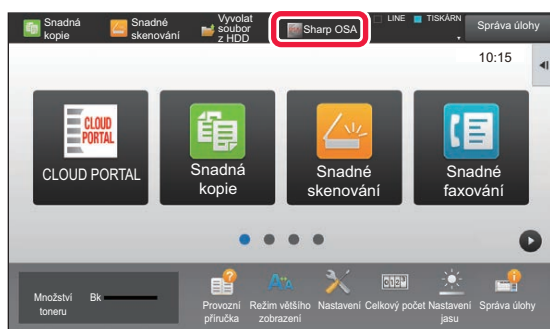 Snadná
kopie
Snadné
skenování
Vyvolat
soubor
z HDD
Sharp OSA
LINE
TISKÁRN
Správa úlohy
10:15
CLOUD
PORTAL
CLOUD PORTAL
Snadná
kopie
Snadné
skenování
Snadné
faxování
Množství
toneru
Bk
Provozní
příručka
Režim většího
zobrazení
Nastavení
Celkový počet
Nastavení
jasu
Správa úlohy